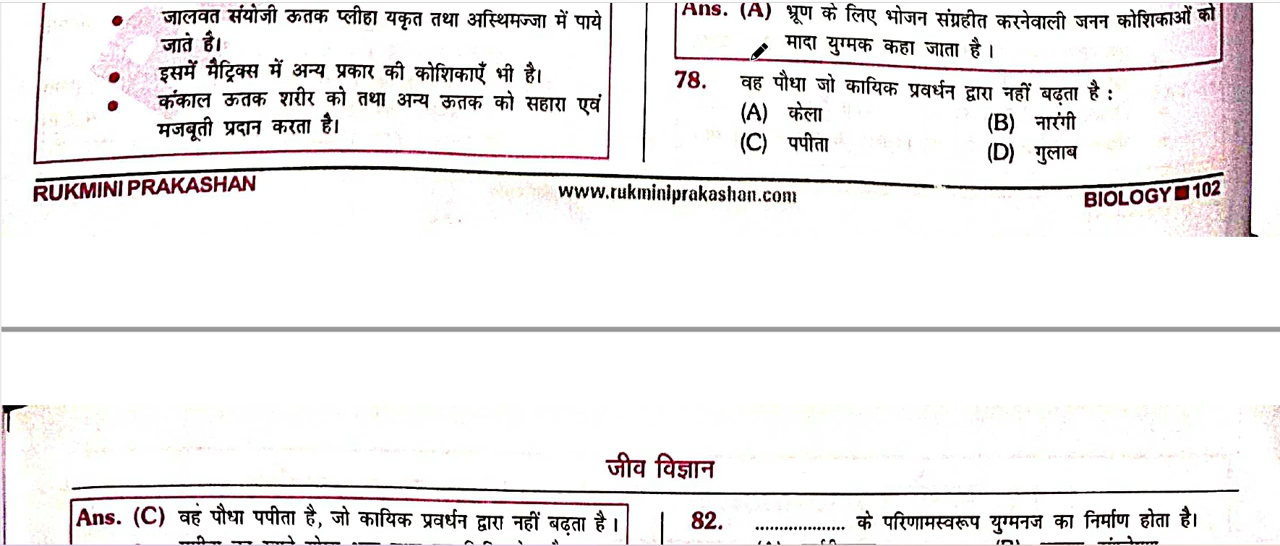 जालवत संयोजी ऊतक प्लीहा यकृत तथा अस्थिमज्जा में पाये
जाते है।
इसमें मैट्रिक्स में अन्य प्रकार की कोशिकाएँ भी है।
कंकाल ऊतक शरीर को तथा अन्य ऊतक को सहारा एवं
मजबूती प्रदान करता है।
Ans. (A) भ्रूण के लिए भोजन संग्रहीत करनेवाली जनन कोशिकाओं को
मादा युग्मक कहा जाता है।
78. वह पौधा जो कायिक प्रवर्धन द्वारा नहीं बढ़ता है :
(A) केला (B) नारंगी
(C) पपीता (D) गुलाब
RUKMINI PRAKASHAN www.rukminiprakashan.com BIOLOGY 102
जीव विज्ञान
Ans. (C) वह पौधा पपीता है, जो कायिक प्रवर्धन द्वारा नहीं बढ़ता है।
82. ................... के परिणामस्वरूप युग्मनज का निर्माण होता है।